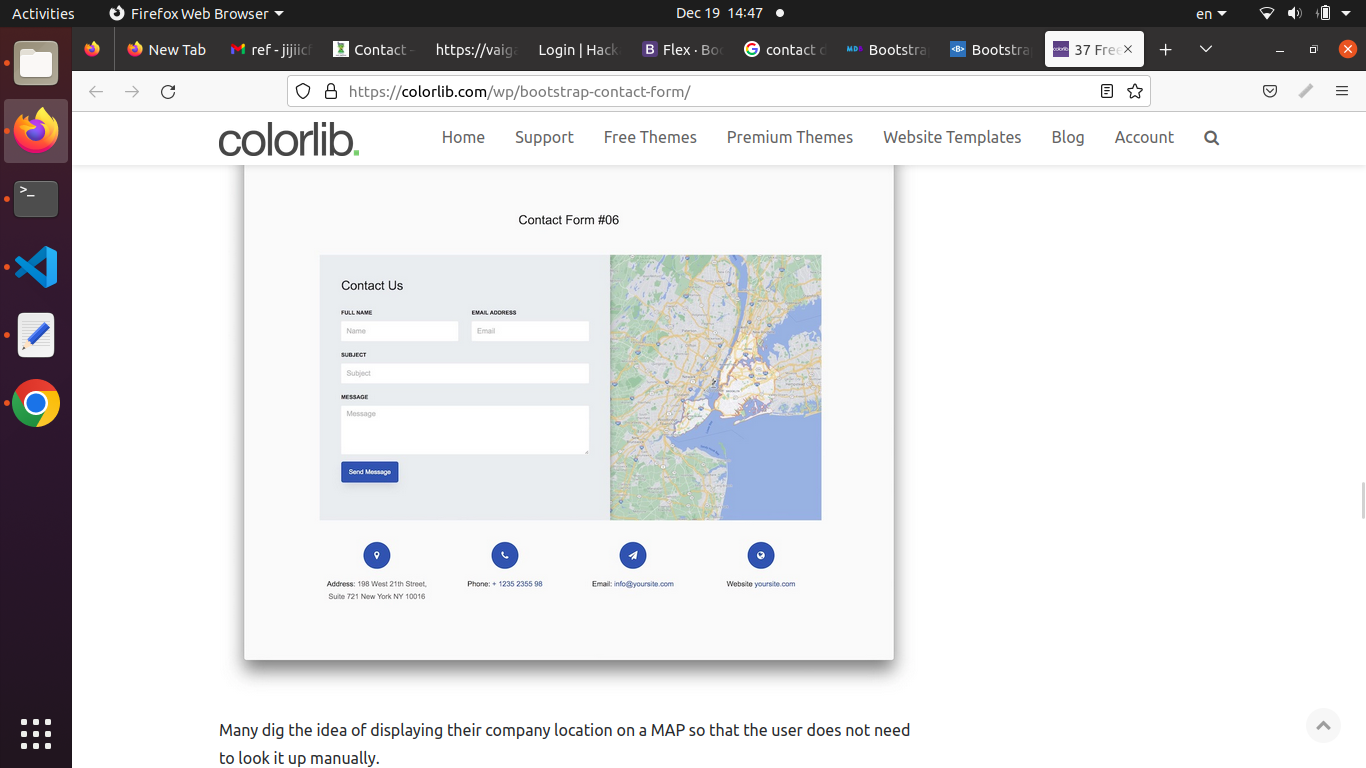 Activities
Firefox Web Browser
Dec 19 14:47
en
New Tab
ref - jijiicf
Contact -
https://vaiga
Login | Hack
Flex · Boo
contact d
Bootstrap
Bootstra
37 Free
https://colorlib.com/wp/bootstrap-contact-form/
colorlib.
Home
Support
Free Themes
Premium Themes
Website Templates
Blog
Account
Contact Form #06
Contact Us
FULL NAME
EMAIL ADDRESS
Name
Email
SUBJECT
Subject
MESSAGE
Message
Send Message
Address: 198 West 21th Street,
Suite 721 New York NY 10016
Phone: + 1235 2355 98
Email: info@yoursite.com
Website yoursite.com
Many dig the idea of displaying their company location on a MAP so that the user does not need
to look it up manually.